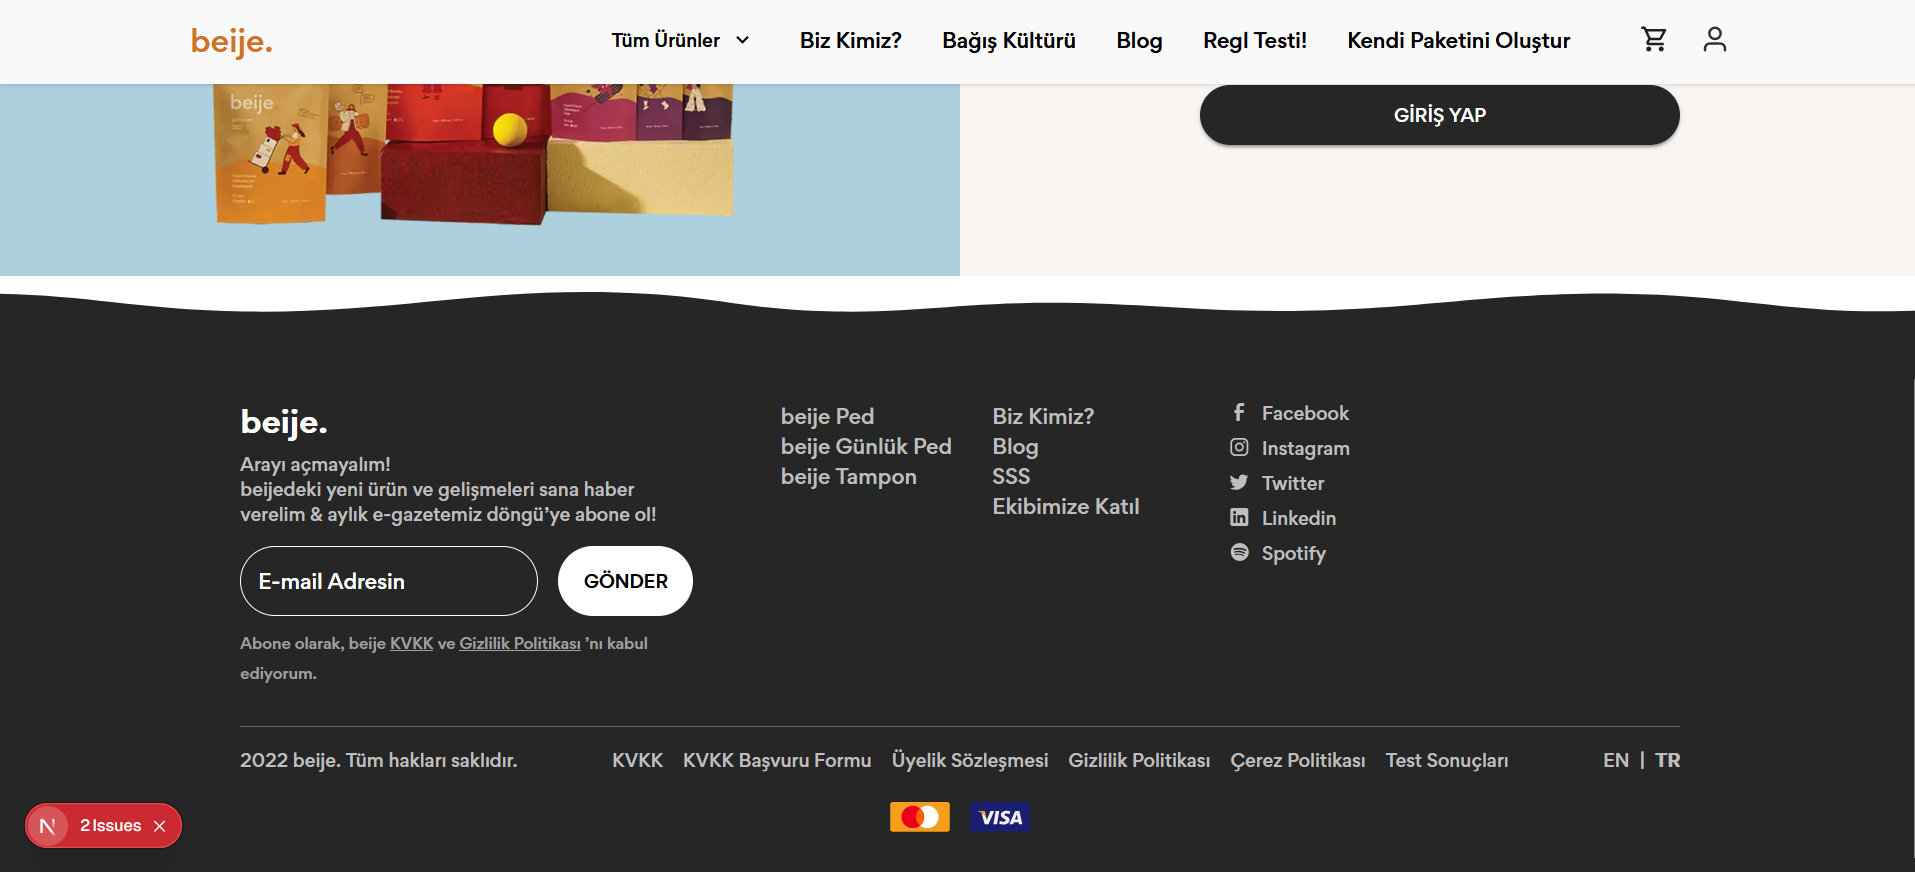 beije.
Tüm Ürünler
Biz Kimiz?
Bağış Kültürü
Blog
Regl Testi!
Kendi Paketini Oluştur
beije
GİRİŞ YAP
beije.
Arayı açmayalım!
beijedeki yeni ürün ve gelişmeleri sana haber
verelim & aylık e-gazetemiz döngü’ye abone ol!
E-mail Adresin
GÖNDER
Abone olarak, beije KVKK ve Gizlilik Politikası ’nı kabul
ediyorum.
beije Ped
beije Günlük Ped
beije Tampon
Biz Kimiz?
Blog
SSS
Ekibimize Katıl
Facebook
Instagram
Twitter
Linkedin
Spotify
2022 beije. Tüm hakları saklıdır.
KVKK
KVKK Başvuru Formu
Üyelik Sözleşmesi
Gizlilik Politikası
Çerez Politikası
Test Sonuçları
EN | TR
VISA
N
2 Issues